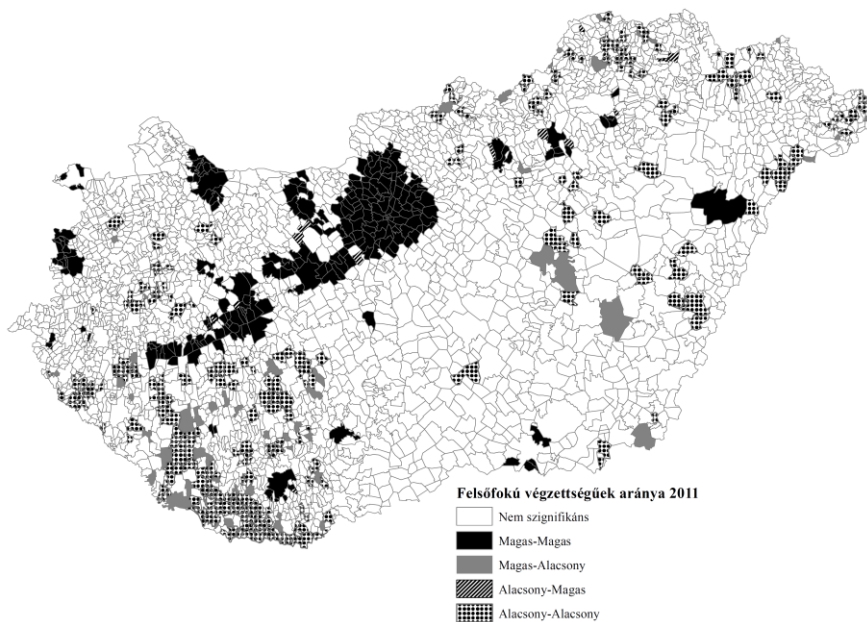 Felsőfokú végzettségűek aránya 2011
Nem szignifikáns
Magas-Magas
Magas-Alacsony
Alacsony-Magas
Alacsony-Alacsony